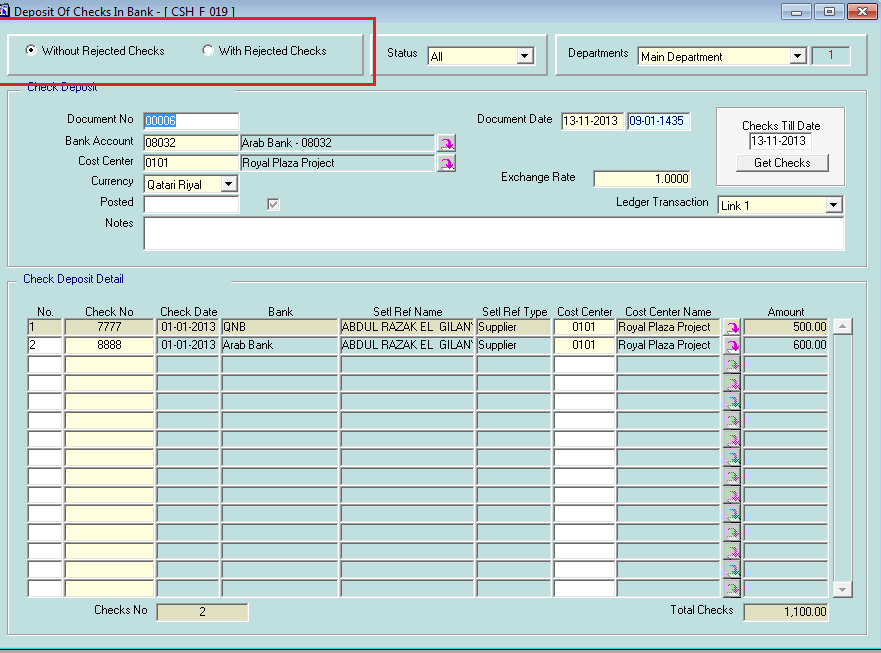 Deposit Of Checks In Bank - [ CSH_F_019 ]
Without Rejected Checks With Rejected Checks Status All Departments Main Department 1
Check Deposit
Document No 00006 Document Date 13-11-2013 09-01-1435
Checks Till Date
13-11-2013
Get Checks
Bank Account 08032 Arab Bank - 08032
Cost Center 0101 Royal Plaza Project
Currency Qatari Riyal Exchange Rate 1.0000
Posted Ledger Transaction Link 1
Notes
Check Deposit Detail
No. Check No Check Date Bank Setl Ref Name Setl Ref Type Cost Center Cost Center Name Amount
1 7777 01-01-2013 QNB ABDUL RAZAK EL GILAN Supplier 0101 Royal Plaza Project 500.00
2 8888 01-01-2013 Arab Bank ABDUL RAZAK EL GILAN Supplier 0101 Royal Plaza Project 600.00
Checks No 2 Total Checks 1,100.00